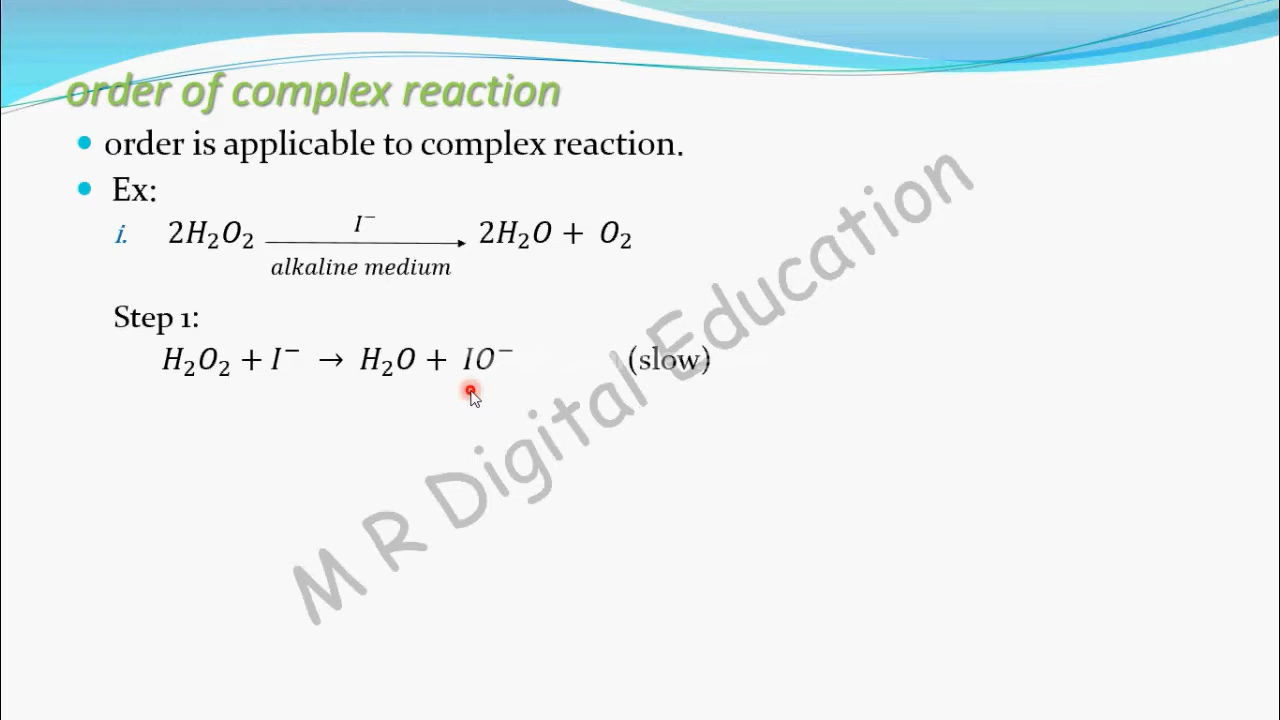 order of complex reaction
• order is applicable to complex reaction.
• Ex:
i. 2H₂O₂ —I⁻→ 2H₂O + O₂
alkaline medium
Step 1:
H₂O₂ + I⁻ → H₂O + IO⁻ (slow)
M R Digital Education